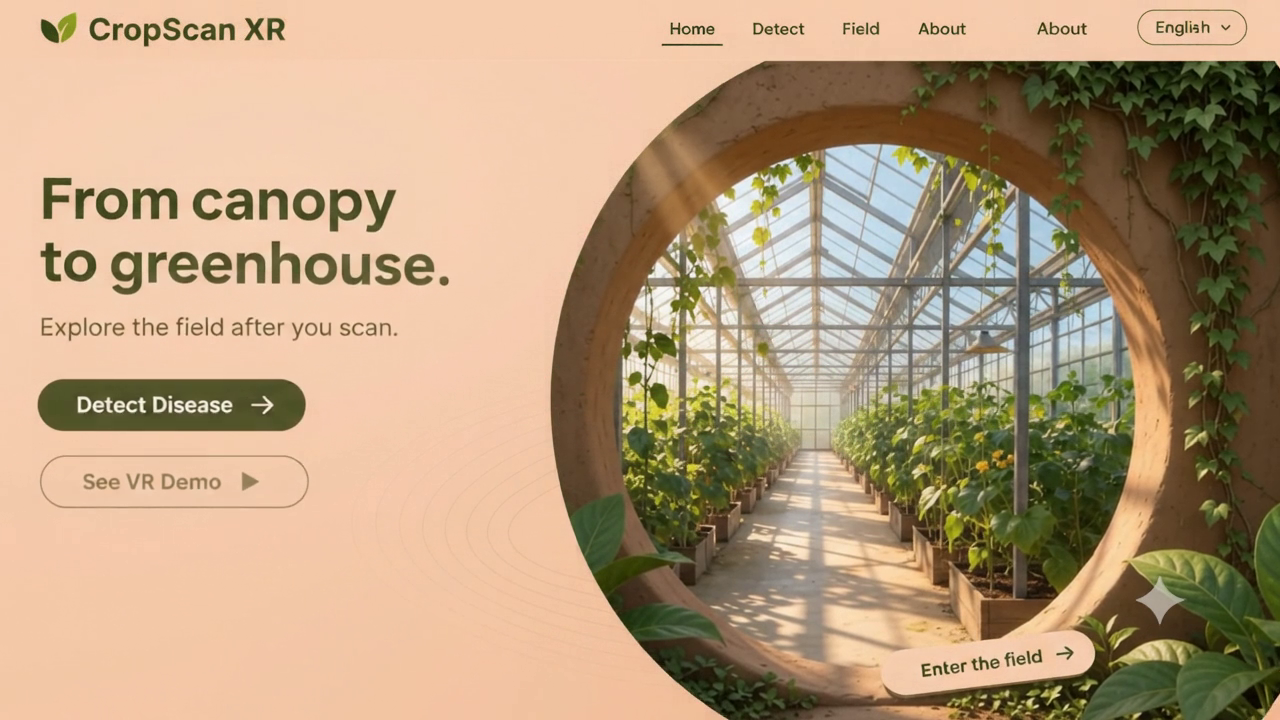 CropScan XR
Home
Detect
Field
About
About
English
From canopy
to greenhouse.
Explore the field after you scan.
Detect Disease
See VR Demo
Enter the field